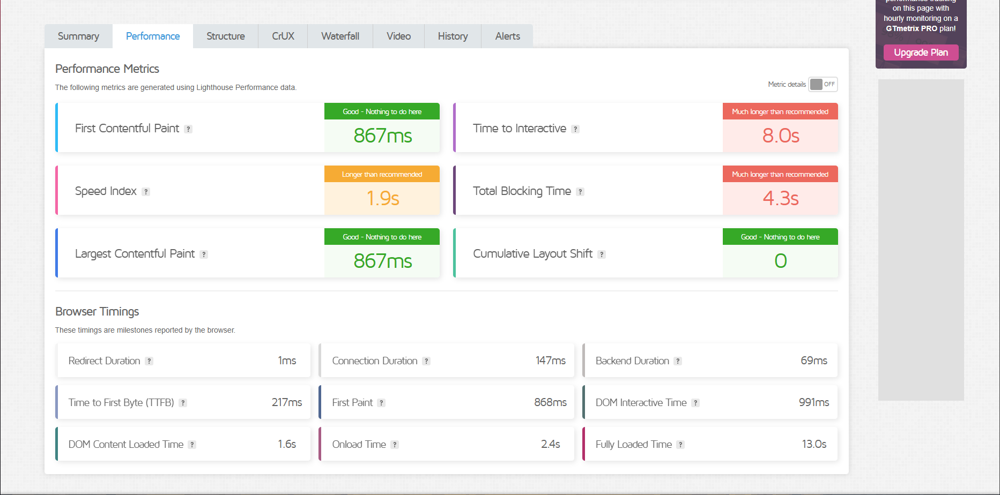 performance tracking
on this page with
hourly monitoring on a
GTmetrix PRO plan!
Upgrade Plan
Summary
Performance
Structure
CrUX
Waterfall
Video
History
Alerts
Performance Metrics
The following metrics are generated using Lighthouse Performance data.
Metric details
OFF
First Contentful Paint ?
Good - Nothing to do here
867ms
Time to Interactive ?
Much longer than recommended
8.0s
Speed Index ?
Longer than recommended
1.9s
Total Blocking Time ?
Much longer than recommended
4.3s
Largest Contentful Paint ?
Good - Nothing to do here
867ms
Cumulative Layout Shift ?
Good - Nothing to do here
0
Browser Timings
These timings are milestones reported by the browser.
Redirect Duration ? 1ms
Connection Duration ? 147ms
Backend Duration ? 69ms
Time to First Byte (TTFB) ? 217ms
First Paint ? 868ms
DOM Interactive Time ? 991ms
DOM Content Loaded Time ? 1.6s
Onload Time ? 2.4s
Fully Loaded Time ? 13.0s